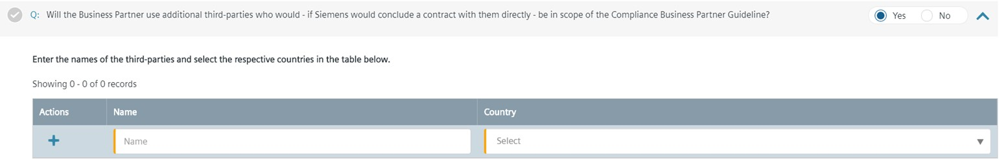 Q: Will the Business Partner use additional third-parties who would - if Siemens would conclude a contract with them directly - be in scope of the Compliance Business Partner Guideline? Yes No
Enter the names of the third-parties and select the respective countries in the table below.
Showing 0 - 0 of 0 records
Actions Name Country
Name Select